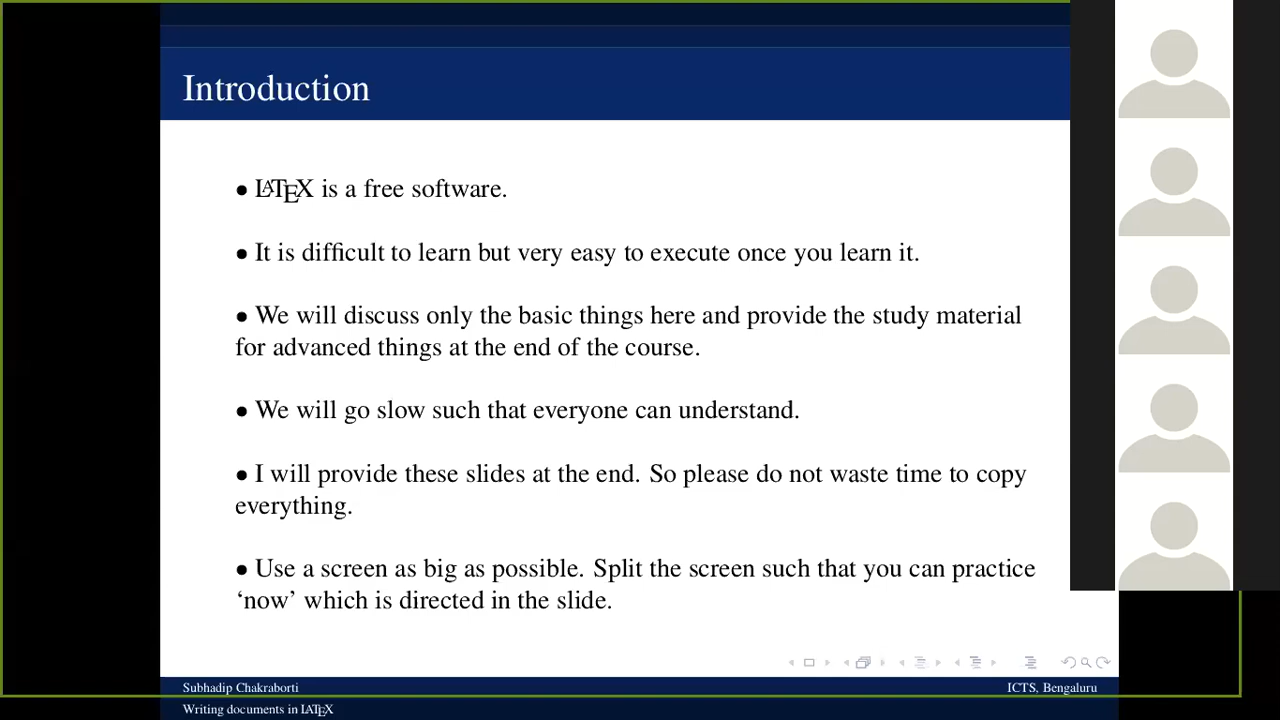 Introduction
• LATEX is a free software.
• It is difficult to learn but very easy to execute once you learn it.
• We will discuss only the basic things here and provide the study material
for advanced things at the end of the course.
• We will go slow such that everyone can understand.
• I will provide these slides at the end. So please do not waste time to copy
everything.
• Use a screen as big as possible. Split the screen such that you can practice
‘now’ which is directed in the slide.
Subhadip Chakraborti
ICTS, Bengaluru
Writing documents in LATEX